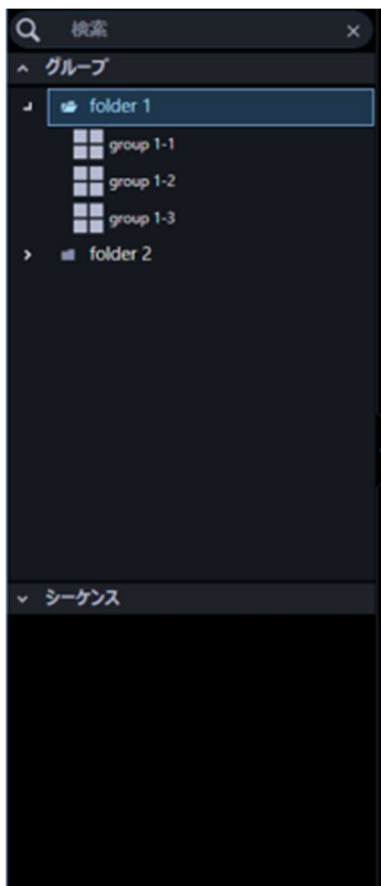 検索
グループ
folder 1
group 1-1
group 1-2
group 1-3
folder 2
シーケンス